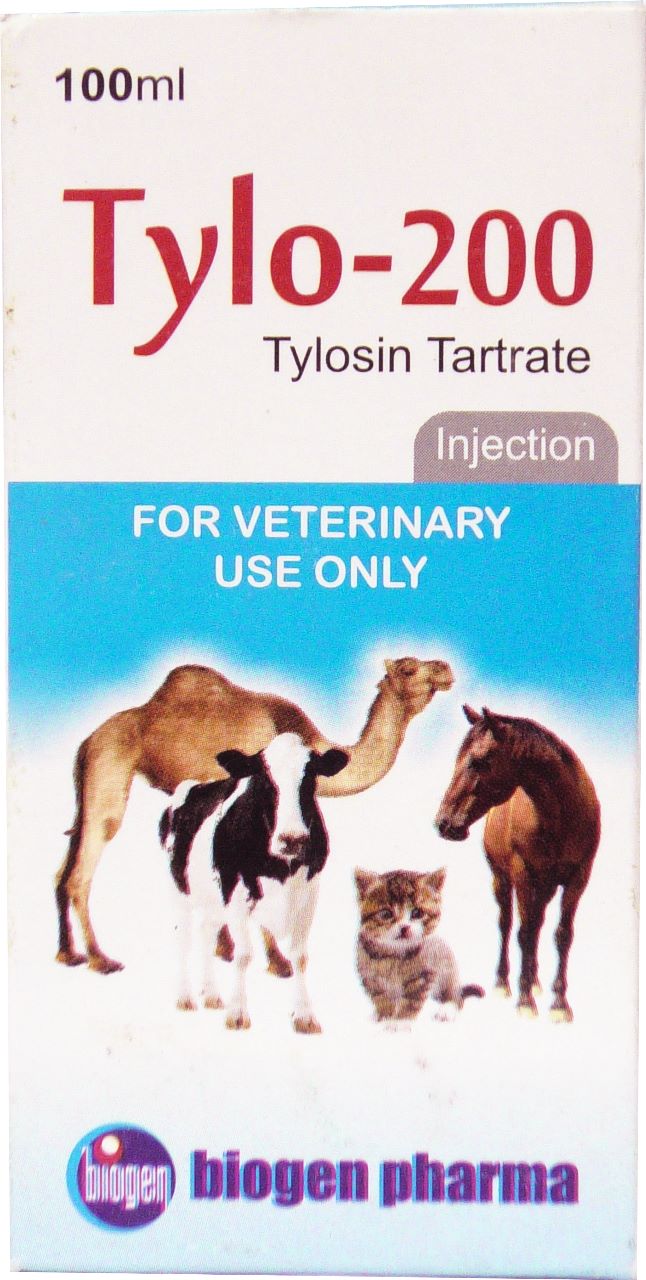 100ml
Tylo-200
Tylosin Tartrate
Injection
FOR VETERINARY
USE ONLY
biogen
biogen pharma